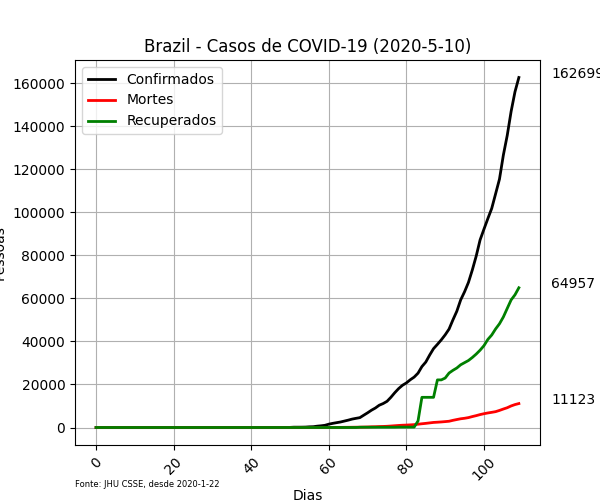 Brazil - Casos de COVID-19 (2020-5-10)
Confirmados
Mortes
Recuperados
162699
64957
11123
160000
140000
120000
100000
80000
60000
40000
20000
0
0 20 40 60 80 100
Dias
Fonte: JHU CSSE, desde 2020-1-22